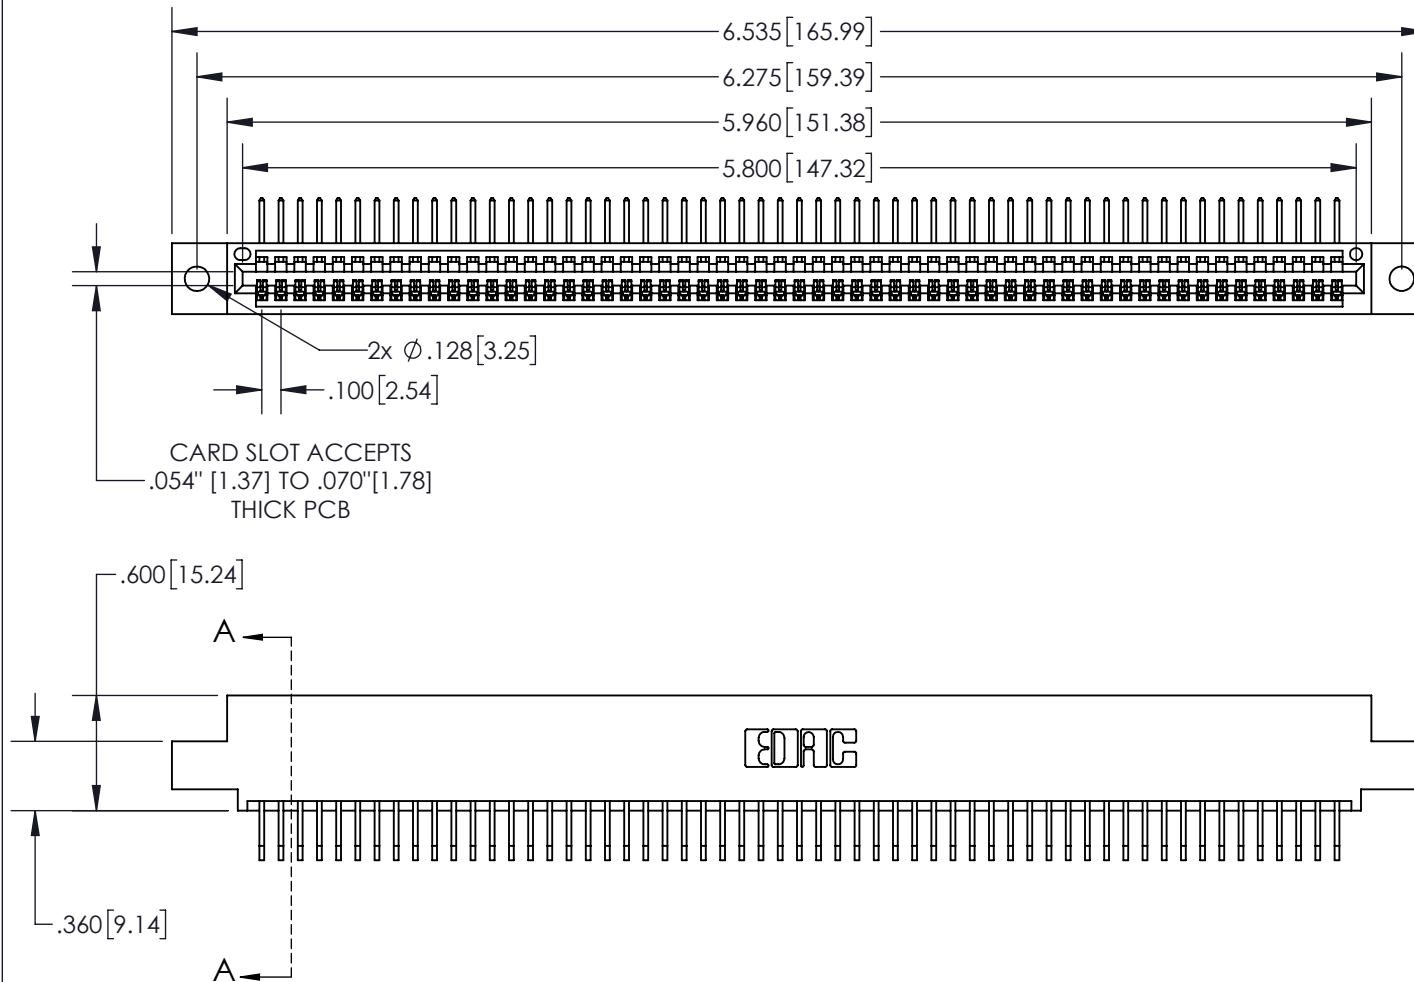 6.535[165.99]
6.275[159.39]
5.960[151.38]
5.800[147.32]
2x Ø.128[3.25]
.100[2.54]
CARD SLOT ACCEPTS
.054" [1.37] TO .070"[1.78]
THICK PCB
.600[15.24]
A
EDAC
.360[9.14]
A